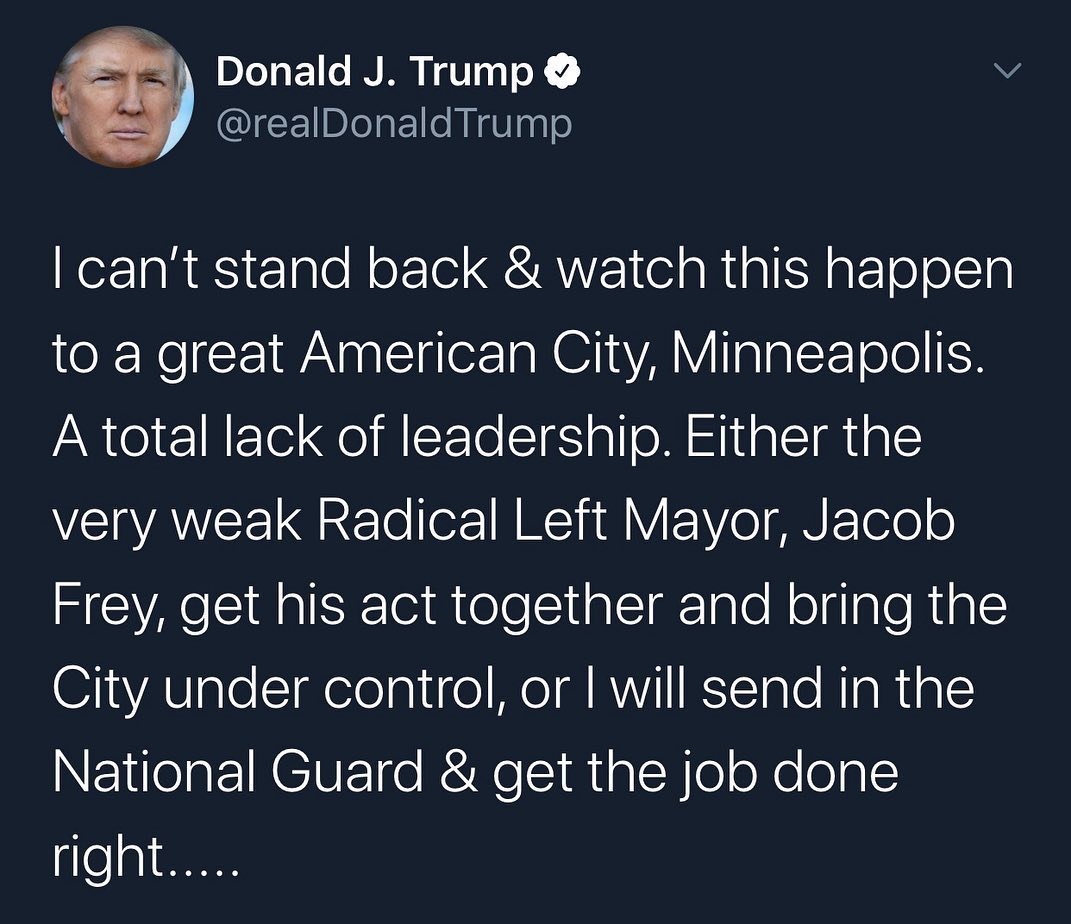 Donald J. Trump
@realDonaldTrump
I can’t stand back & watch this happen
to a great American City, Minneapolis.
A total lack of leadership. Either the
very weak Radical Left Mayor, Jacob
Frey, get his act together and bring the
City under control, or I will send in the
National Guard & get the job done
right.....